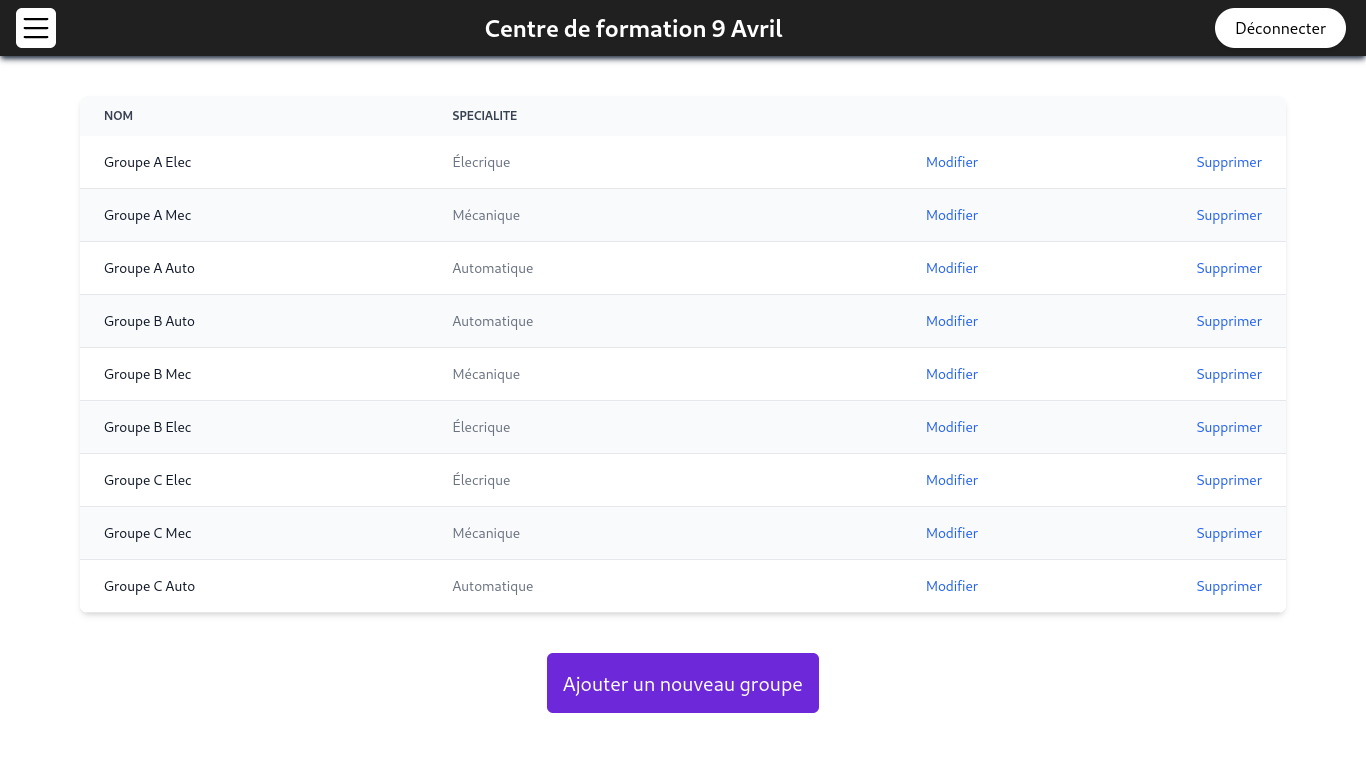 Centre de formation 9 Avril
Déconnecter
NOM SPECIALITE
Groupe A Elec Élecrique Modifier Supprimer
Groupe A Mec Mécanique Modifier Supprimer
Groupe A Auto Automatique Modifier Supprimer
Groupe B Auto Automatique Modifier Supprimer
Groupe B Mec Mécanique Modifier Supprimer
Groupe B Elec Élecrique Modifier Supprimer
Groupe C Elec Élecrique Modifier Supprimer
Groupe C Mec Mécanique Modifier Supprimer
Groupe C Auto Automatique Modifier Supprimer
Ajouter un nouveau groupe